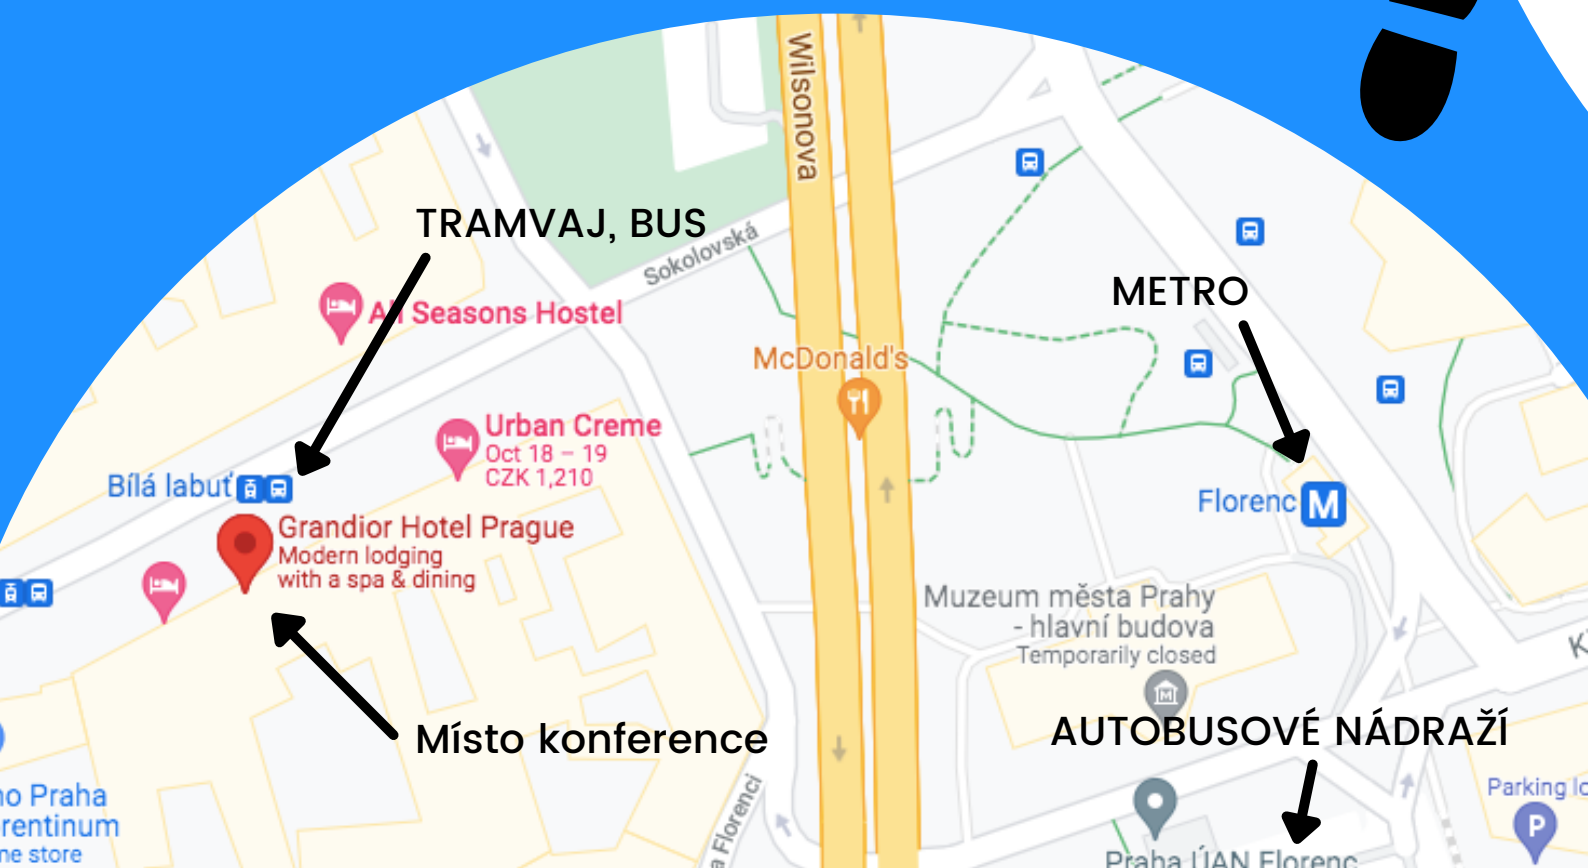 Wilsonova
TRAMVAJ, BUS
Sokolovská
METRO
All Seasons Hostel
McDonald's
Urban Creme
Oct 18 – 19
CZK 1,210
Bílá labuť
Grandior Hotel Prague
Modern lodging
with a spa & dining
Florenc M
Muzeum města Prahy
- hlavní budova
Temporarily closed
Místo konference
AUTOBUSOVÉ NÁDRAŽÍ
Praha
Florenci
store
Parking
P
Praha ÚAN Florenc